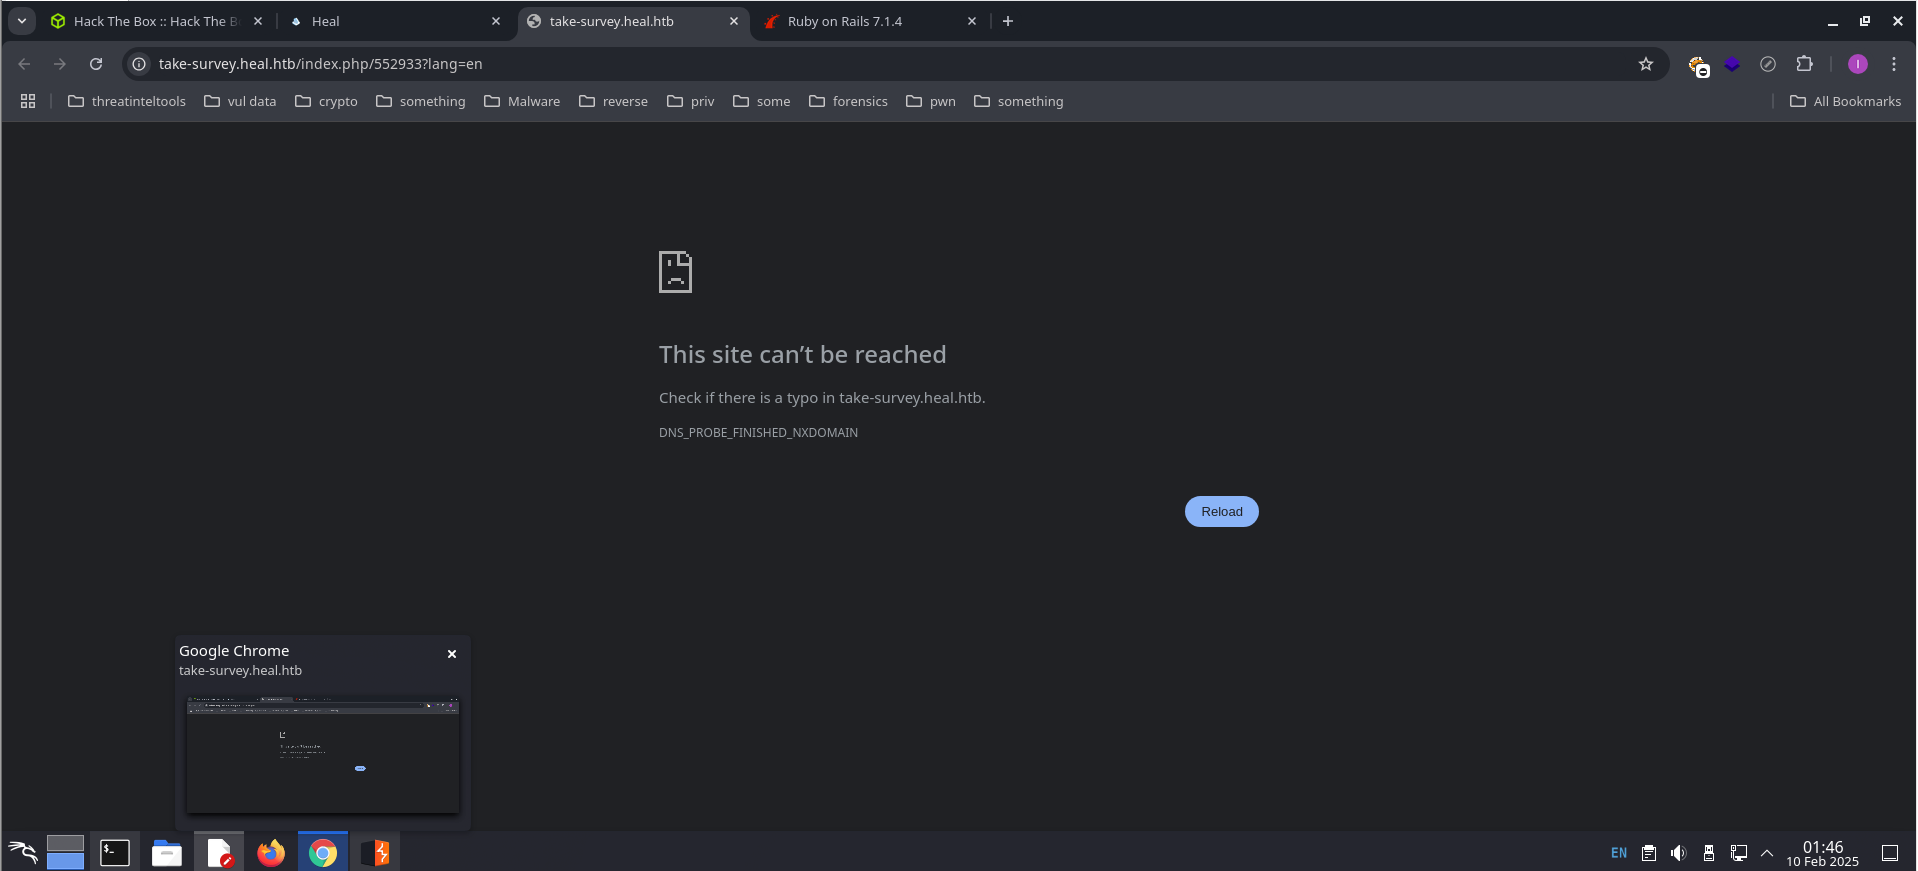 Hack The Box :: Hack The B
Heal
take-survey.heal.htb
Ruby on Rails 7.1.4
take-survey.heal.htb/index.php/552933?lang=en
I
threatinteltools
vul data
crypto
something
Malware
reverse
priv
some
forensics
pwn
something
All Bookmarks
This site can’t be reached
Check if there is a typo in take-survey.heal.htb.
DNS_PROBE_FINISHED_NXDOMAIN
Reload
Google Chrome
take-survey.heal.htb
$_
EN
01:46
10 Feb 2025